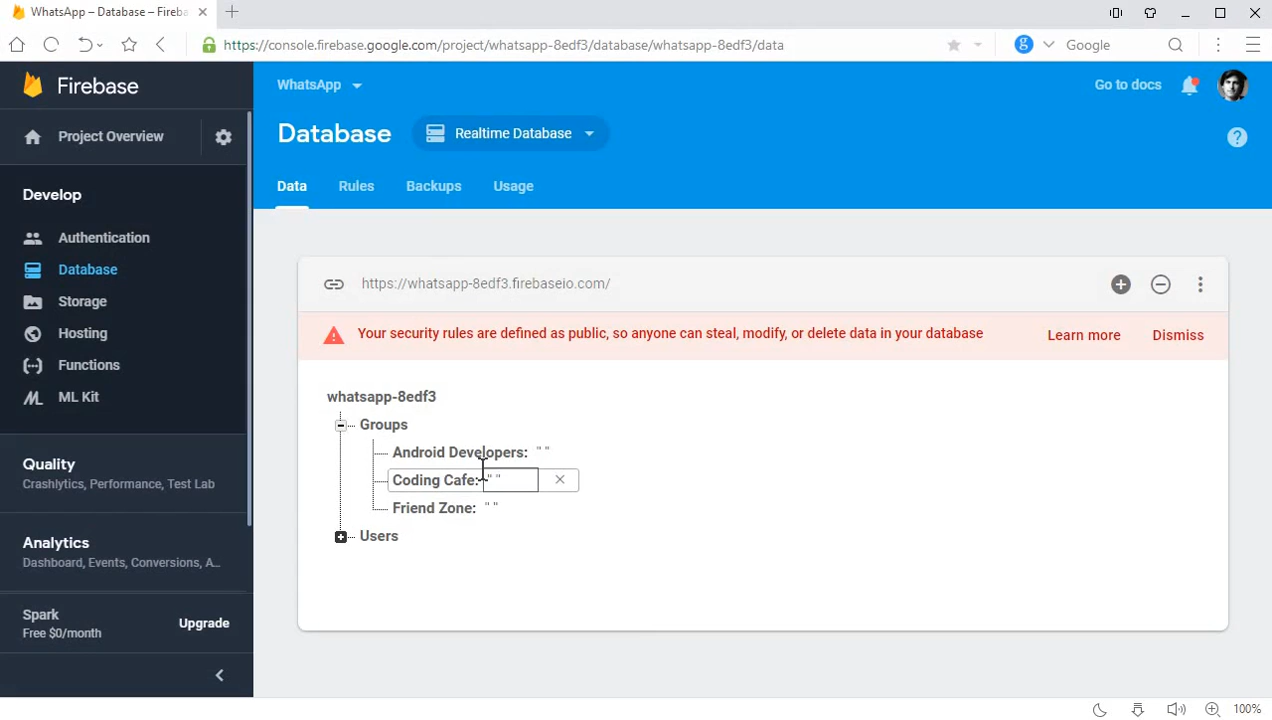 WhatsApp – Database – Fireba
https://console.firebase.google.com/project/whatsapp-8edf3/database/whatsapp-8edf3/data
g
Google
Firebase
WhatsApp
Go to docs
Project Overview
Database
Realtime Database
?
Data
Rules
Backups
Usage
Develop
Authentication
Database
Storage
Hosting
Functions
ML Kit
Quality
Crashlytics, Performance, Test Lab
Analytics
Dashboard, Events, Conversions, A...
Spark
Free $0/month
Upgrade
https://whatsapp-8edf3.firebaseio.com/
Your security rules are defined as public, so anyone can steal, modify, or delete data in your database
Learn more
Dismiss
whatsapp-8edf3
Groups
Android Developers: " "
Coding Cafe: " "
Friend Zone: " "
Users
100%